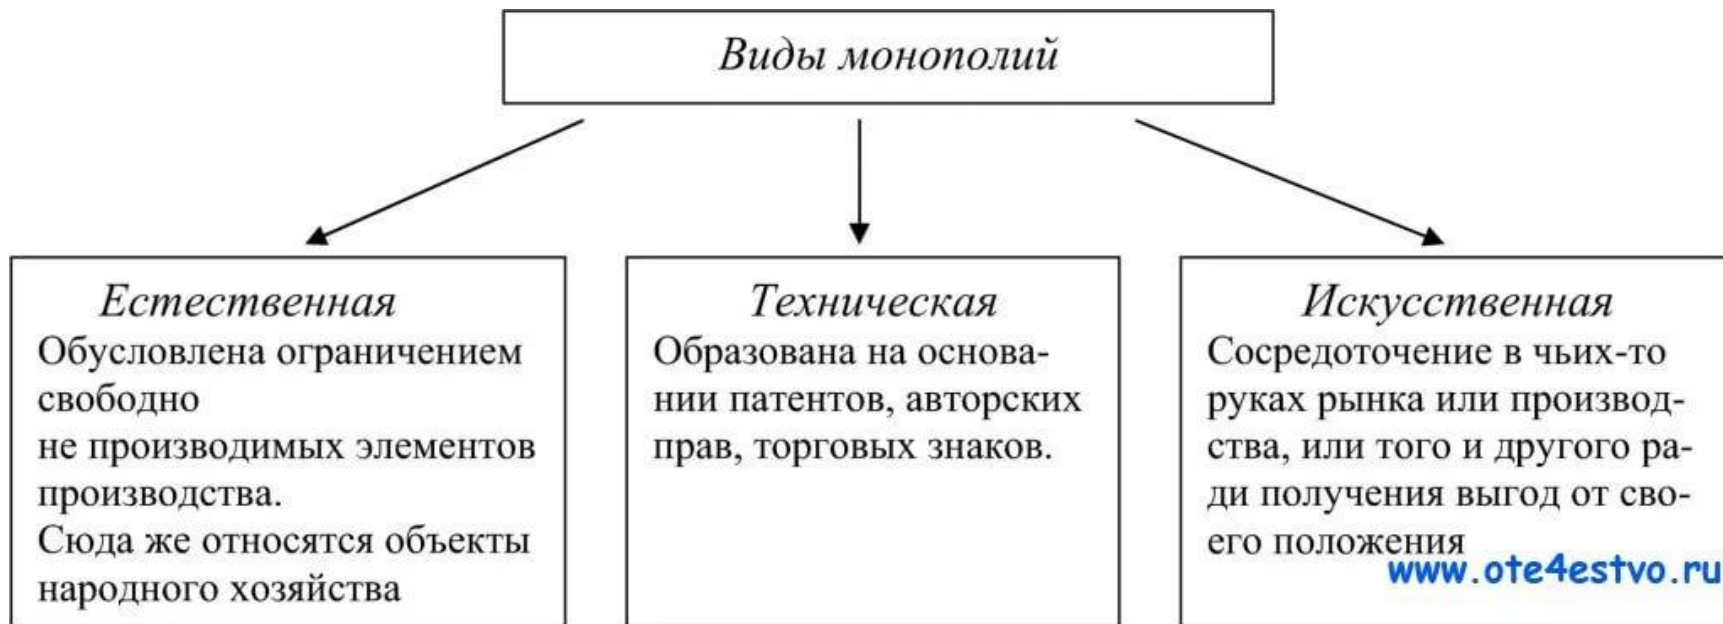 Виды монополий
Естественная
Обусловлена ограничением
свободно
не производимых элементов
производства.
Сюда же относятся объекты
народного хозяйства
Техническая
Образована на основа-
нии патентов, авторских
прав, торговых знаков.
Искусственная
Сосредоточение в чьих-то
руках рынка или производ-
ства, или того и другого ра-
ди получения выгод от сво-
его положения
www.ote4estvo.ru